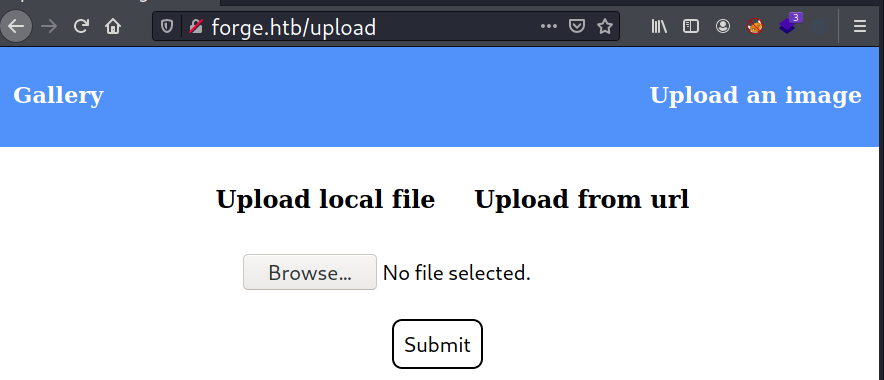 forge.htb/upload
3
Gallery Upload an image
Upload local file Upload from url
Browse... No file selected.
Submit